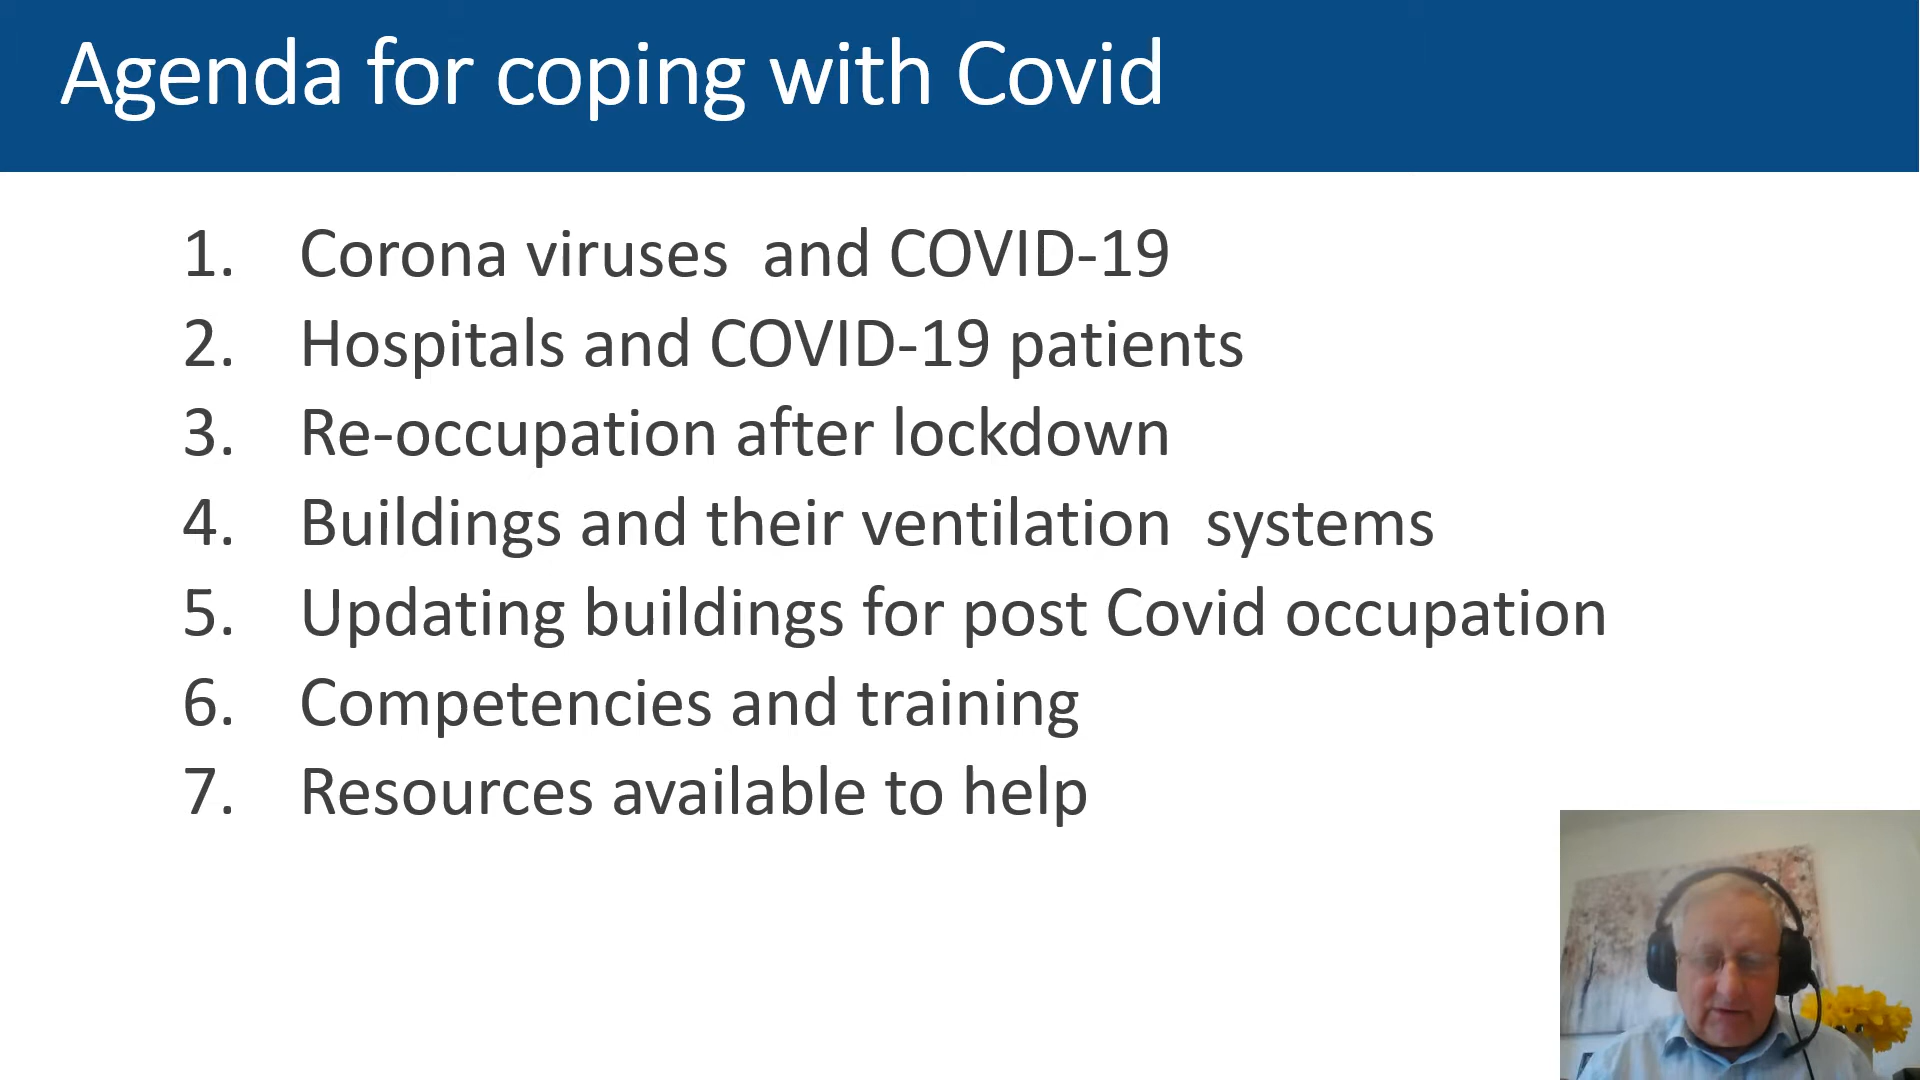 Agenda for coping with Covid
1. Corona viruses  and COVID-19
2. Hospitals and COVID-19 patients
3. Re-occupation after lockdown
4. Buildings and their ventilation  systems
5. Updating buildings for post Covid occupation
6. Competencies and training
7. Resources available to help